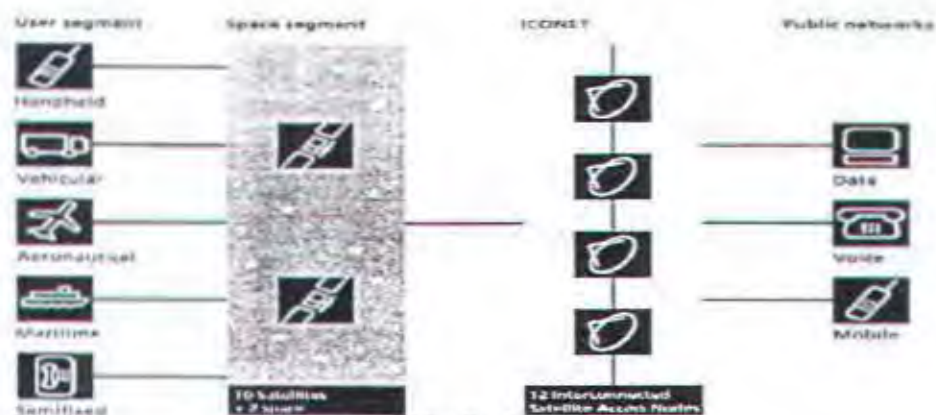 User segment
Space segment
ICONET
Public networks
Handheld
Vehicular
Aeronautical
Maritime
Semifixed
10 Satellites
+ 2 spare
12 Interconnected
Satellite Access Nodes
Data
Voice
Mobile